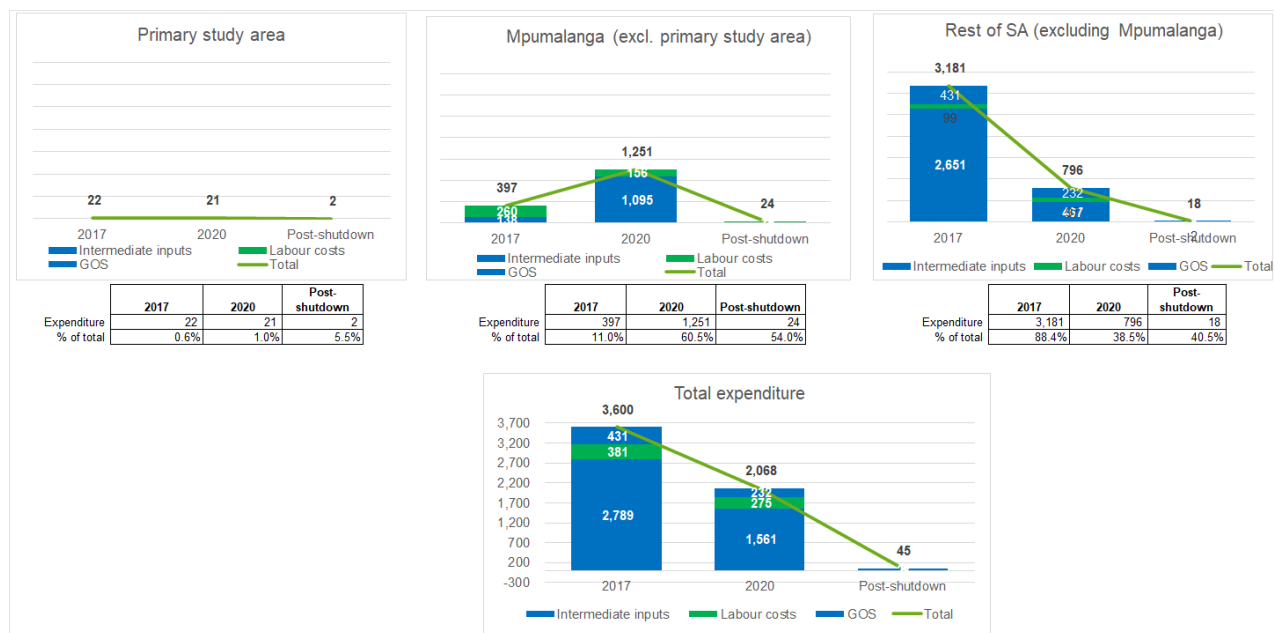 Primary study area
22 21 2
2017 2020 Post-shutdown
Intermediate inputs Labour costs
GOS Total
2017 2020 Post-shutdown
Expenditure 22 21 2
% of total 0.6% 1.0% 5.5%
Mpumalanga (excl. primary study area)
1,251
397 156
260 1,095 24
138
2017 2020 Post-shutdown
Intermediate inputs Labour costs
GOS Total
2017 2020 Post-shutdown
Expenditure 397 1,251 24
% of total 11.0% 60.5% 54.0%
Rest of SA (excluding Mpumalanga)
3,181
431
99
2,651 796
232
467 18
2
2017 2020 Post-shutdown
Intermediate inputs Labour costs GOS Total
2017 2020 Post-shutdown
Expenditure 3,181 796 18
% of total 88.4% 38.5% 40.5%
Total expenditure
3,600
3,700
431
3,200
381
2,700
2,068
2,200
232
1,700
2,789 275
1,200
1,561
700
45
200
-300
2017 2020 Post-shutdown
Intermediate inputs Labour costs GOS Total